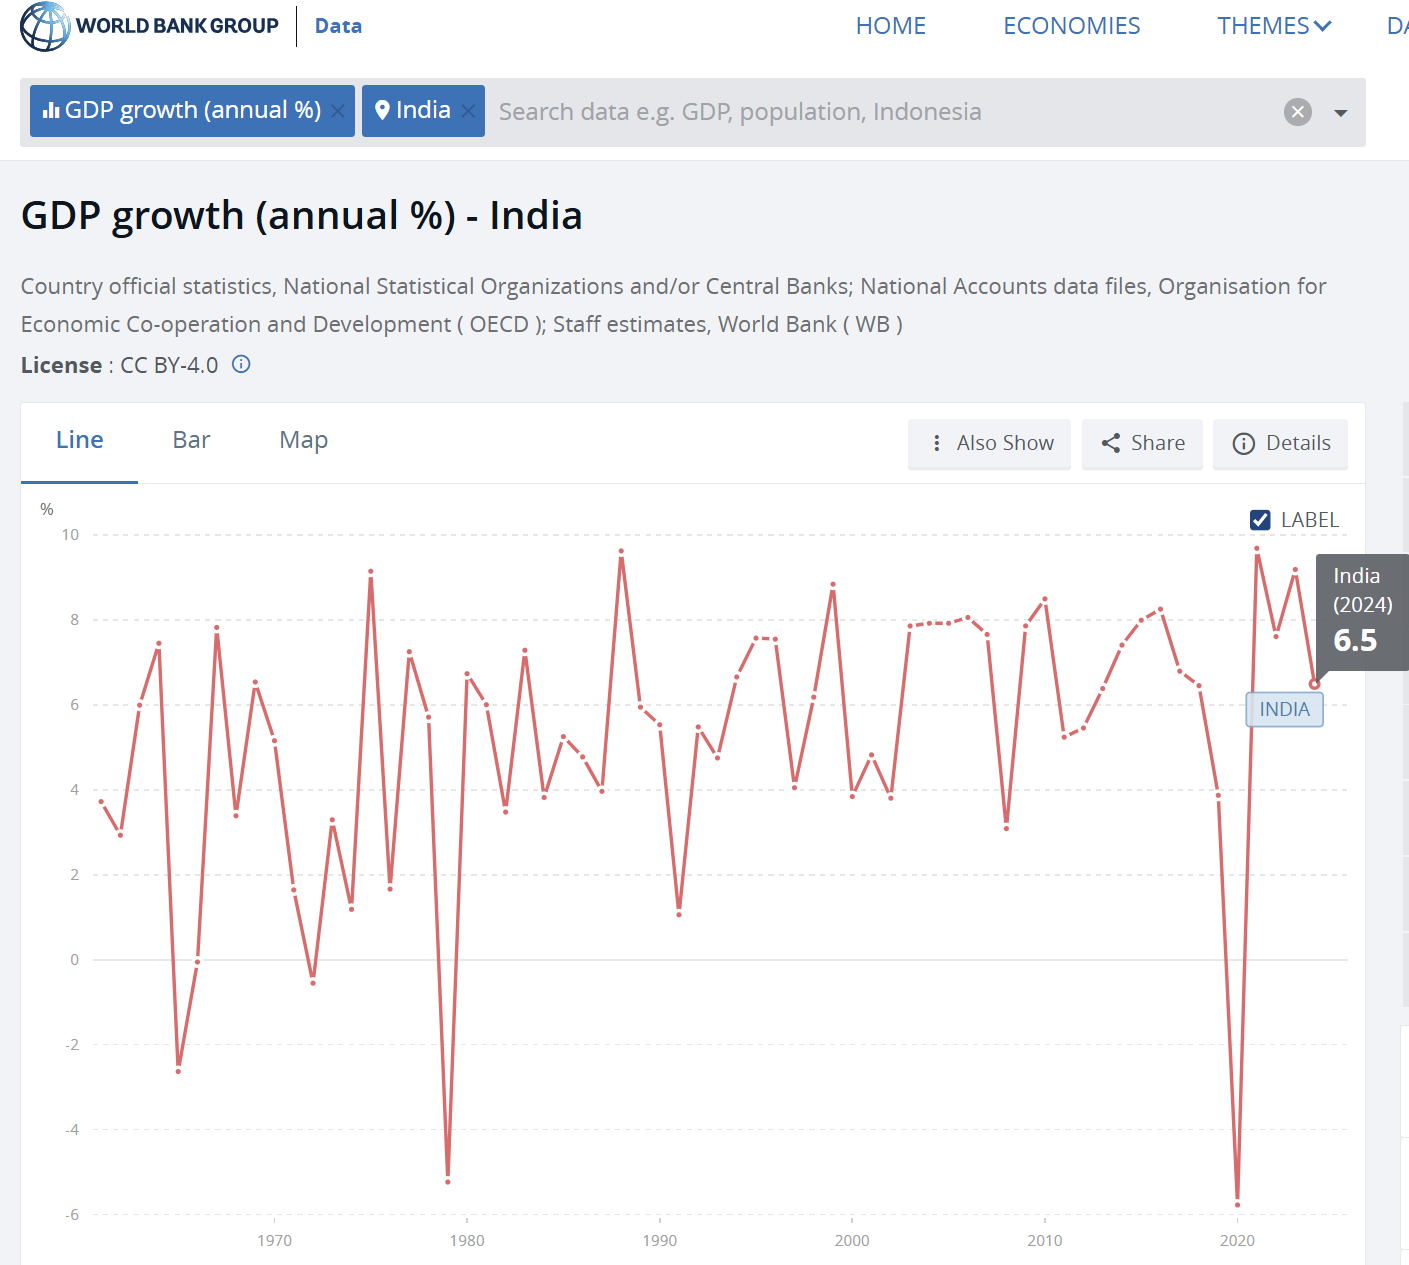 WORLD BANK GROUP Data HOME ECONOMIES THEMES DA
GDP growth (annual %) India Search data e.g. GDP, population, Indonesia
GDP growth (annual %) - India
Country official statistics, National Statistical Organizations and/or Central Banks; National Accounts data files, Organisation for
Economic Co-operation and Development ( OECD ); Staff estimates, World Bank ( WB )
License : CC BY-4.0
Line Bar Map Also Show Share Details
%
LABEL
10
India
(2024)
6.5
8
6
INDIA
4
2
0
-2
-4
-6
1970 1980 1990 2000 2010 2020